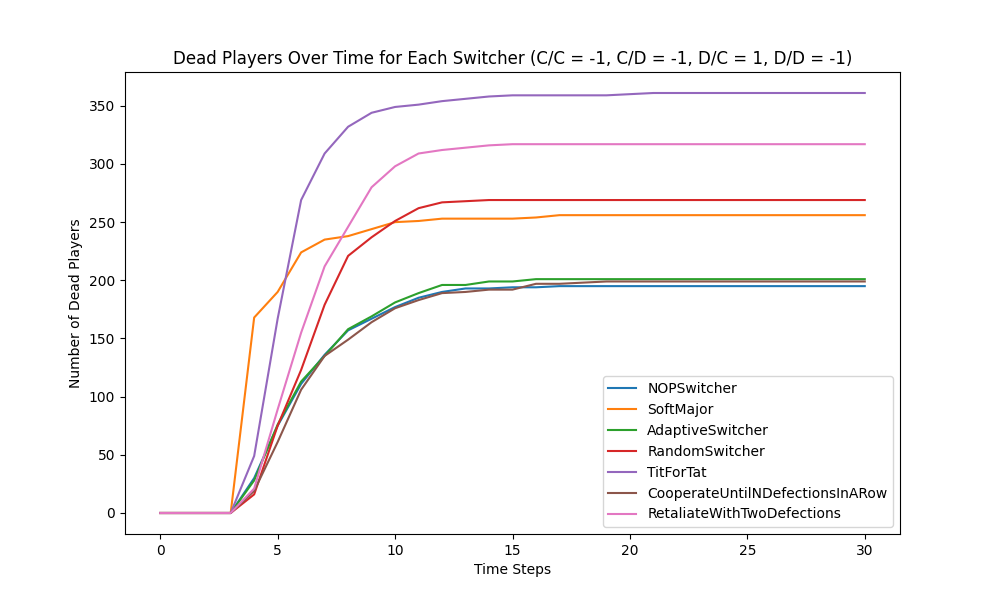 Dead Players Over Time for Each Switcher (C/C = -1, C/D = -1, D/C = 1, D/D = -1)
Number of Dead Players
350
300
250
200
150
100
50
0
0 5 10 15 20 25 30
Time Steps
NOPSwitcher
SoftMajor
AdaptiveSwitcher
RandomSwitcher
TitForTat
CooperateUntilNDefectionsInARow
RetaliateWithTwoDefections